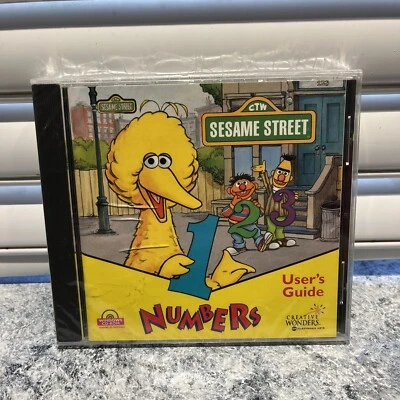 SESAME STREET
CTW
SESAME STREET
1
2
3
User's
Guide
NUMBERS
CREATIVE
WONDERS